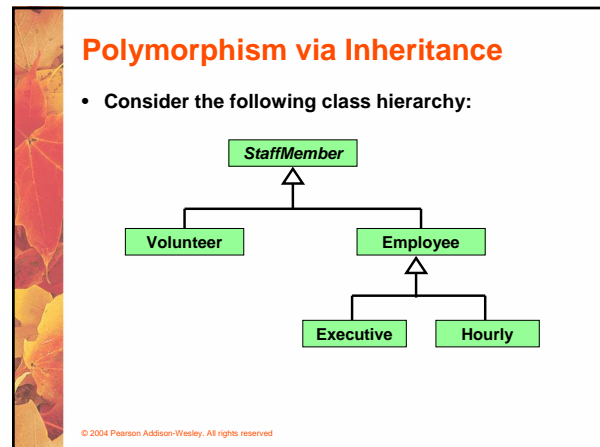 Polymorphism via Inheritance
• Consider the following class hierarchy:
StaffMember
Volunteer
Employee
Executive
Hourly
© 2004 Pearson Addison-Wesley. All rights reserved